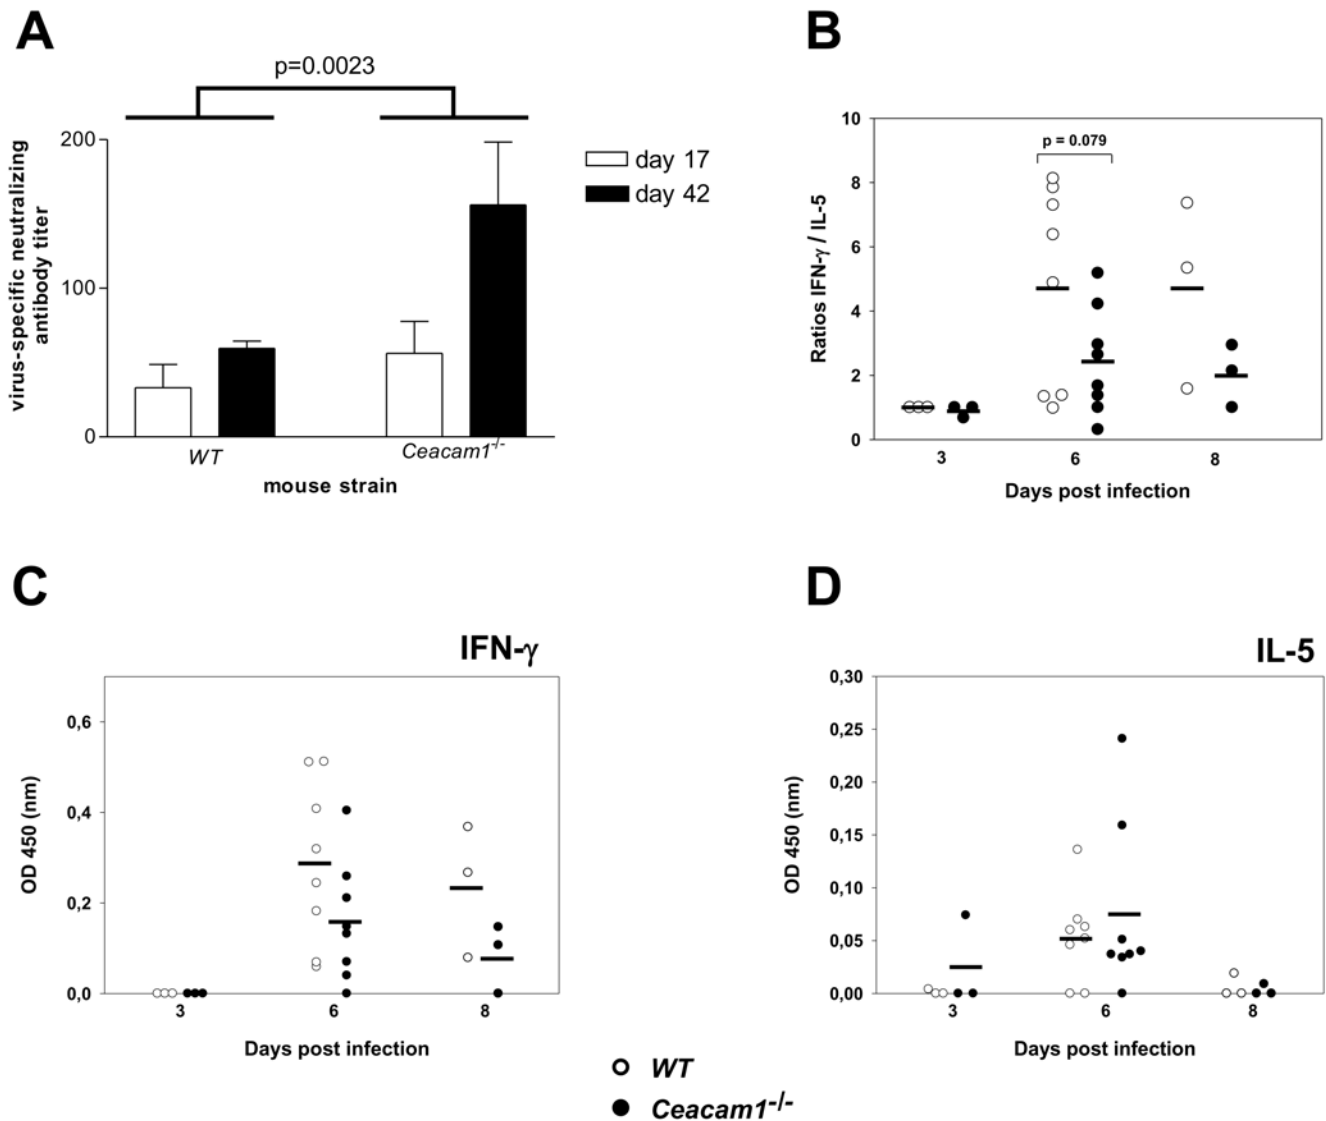 A
p=0.0023
virus-specific neutralizing
antibody titer
200
100
0
day 17
day 42
WT
Ceacam1-/-
mouse strain
B
p = 0.079
Ratios IFN-γ / IL-5
10
8
6
4
2
0
3 6 8
Days post infection
C
IFN-γ
OD 450 (nm)
0,6
0,4
0,2
0,0
3 6 8
Days post infection
D
IL-5
OD 450 (nm)
0,30
0,25
0,20
0,15
0,10
0,05
0,00
3 6 8
Days post infection
WT
Ceacam1-/-